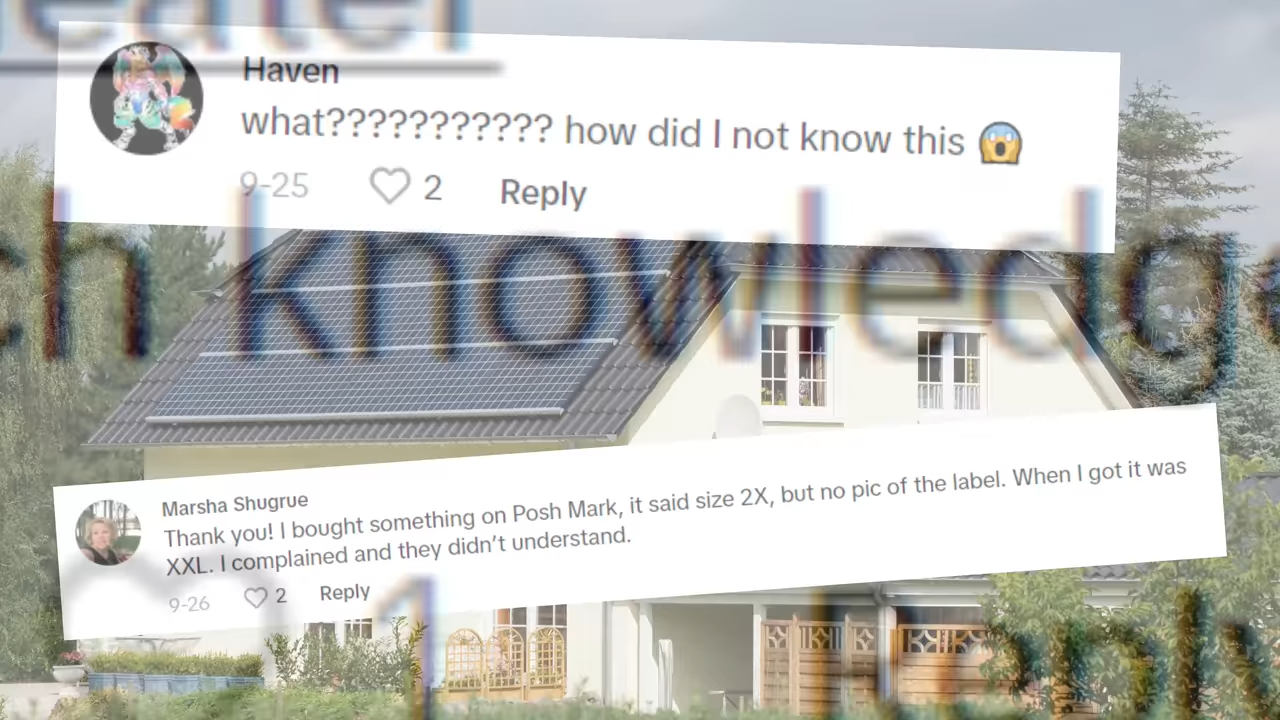 eater
Haven
what??????????? how did I not know this 😱
9-25 2 Reply
ch knowledge
Marsha Shugrue
Thank you! I bought something on Posh Mark, it said size 2X, but no pic of the label. When I got it was
XXL. I complained and they didn’t understand.
9-26 2 Reply